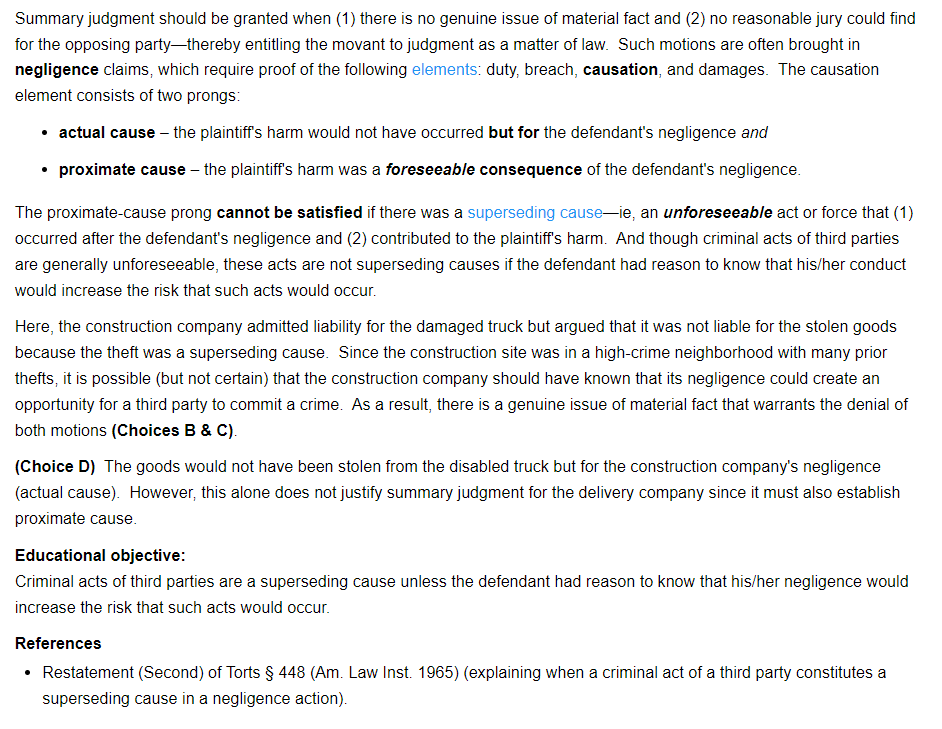 Summary judgment should be granted when (1) there is no genuine issue of material fact and (2) no reasonable jury could find
for the opposing party—thereby entitling the movant to judgment as a matter of law.  Such motions are often brought in
negligence claims, which require proof of the following elements: duty, breach, causation, and damages.  The causation
element consists of two prongs:
• actual cause – the plaintiff's harm would not have occurred but for the defendant's negligence and
• proximate cause – the plaintiff's harm was a foreseeable consequence of the defendant's negligence.
The proximate-cause prong cannot be satisfied if there was a superseding cause—ie, an unforeseeable act or force that (1)
occurred after the defendant's negligence and (2) contributed to the plaintiff's harm.  And though criminal acts of third parties
are generally unforeseeable, these acts are not superseding causes if the defendant had reason to know that his/her conduct
would increase the risk that such acts would occur.
Here, the construction company admitted liability for the damaged truck but argued that it was not liable for the stolen goods
because the theft was a superseding cause.  Since the construction site was in a high-crime neighborhood with many prior
thefts, it is possible (but not certain) that the construction company should have known that its negligence could create an
opportunity for a third party to commit a crime.  As a result, there is a genuine issue of material fact that warrants the denial of
both motions (Choices B & C).
(Choice D)  The goods would not have been stolen from the disabled truck but for the construction company's negligence
(actual cause).  However, this alone does not justify summary judgment for the delivery company since it must also establish
proximate cause.
Educational objective:
Criminal acts of third parties are a superseding cause unless the defendant had reason to know that his/her negligence would
increase the risk that such acts would occur.
References
• Restatement (Second) of Torts § 448 (Am. Law Inst. 1965) (explaining when a criminal act of a third party constitutes a
superseding cause in a negligence action).